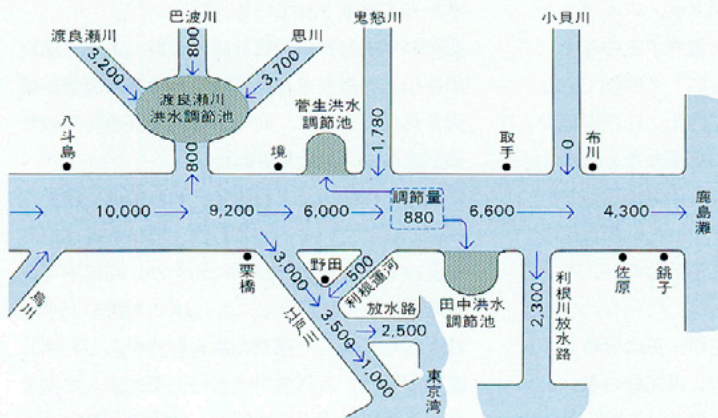 渡良瀬川
巴波川
思川
鬼怒川
小貝川
3,200
800
3,700
渡良瀬川
洪水調節池
菅生洪水
調節池
1,780
0
八斗島
800
境
取手
布川
調節量
880
10,000
9,200
6,000
6,600
4,300
鹿島灘
烏川
栗橋
3,000
野田
500
利根運河
江戸川
3,500
放水路
2,500
1,000
東京湾
田中洪水
調節池
2,300
利根川放水路
佐原
銚子